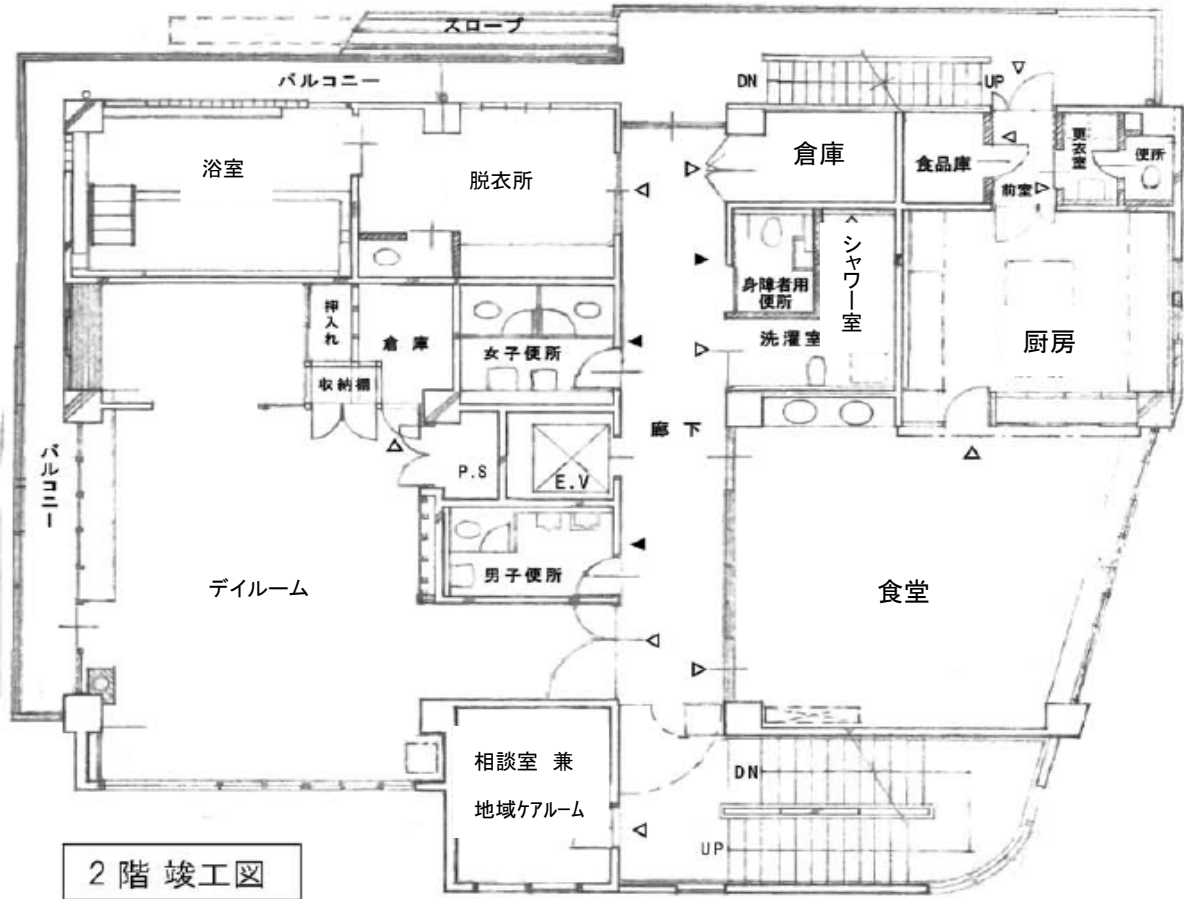 スロープ
バルコニー
DN
UP
浴室
脱衣所
倉庫
食品庫
前室
更衣室
便所
押入れ
倉庫
収納棚
女子便所
身障者用
便所
シャワー室
洗濯室
厨房
廊下
バルコニー
P.S
E.V
男子便所
デイルーム
食堂
相談室 兼
地域ケアルーム
DN
UP
2階 竣工図